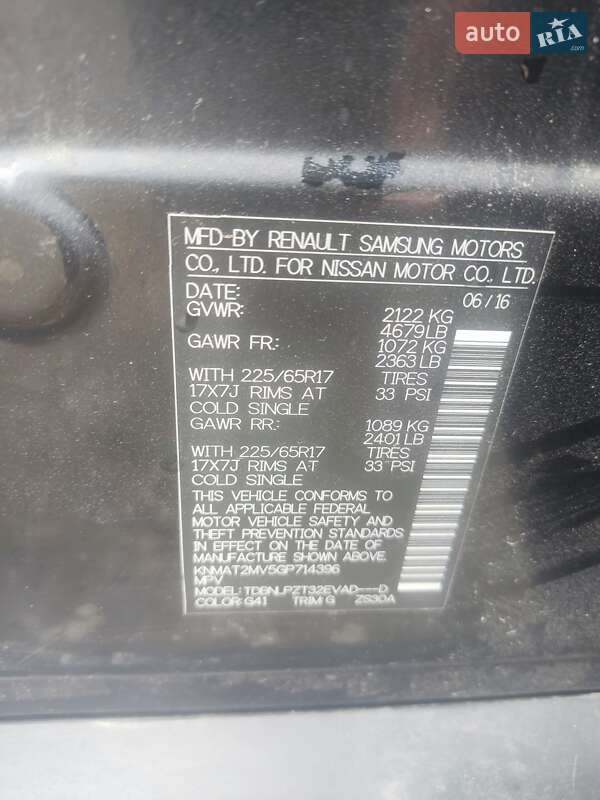 auto RIA.com
MFD-BY RENAULT SAMSUNG MOTORS
CO., LTD. FOR NISSAN MOTOR CO., LTD.
DATE: 06/16
GVWR: 2122 KG
4679LB
GAWR FR: 1072 KG
2363 LB
WITH 225/65R17 TIRES
17X7J RIMS AT 33 PSI
COLD SINGLE
GAWR RR: 1089 KG
2401 LB
WITH 225/65R17 TIRES
17X7J RIMS AT 33 PSI
COLD SINGLE
THIS VEHICLE CONFORMS TO
ALL APPLICABLE FEDERAL
MOTOR VEHICLE SAFETY AND
THEFT PREVENTION STANDARDS
IN EFFECT ON THE DATE OF
MANUFACTURE SHOWN ABOVE.
KNMAT2MV5GP714396
MPV
MODEL: TDBNLPZT32EVAD---D
COLOR: G41 TRIM: G ZS30A